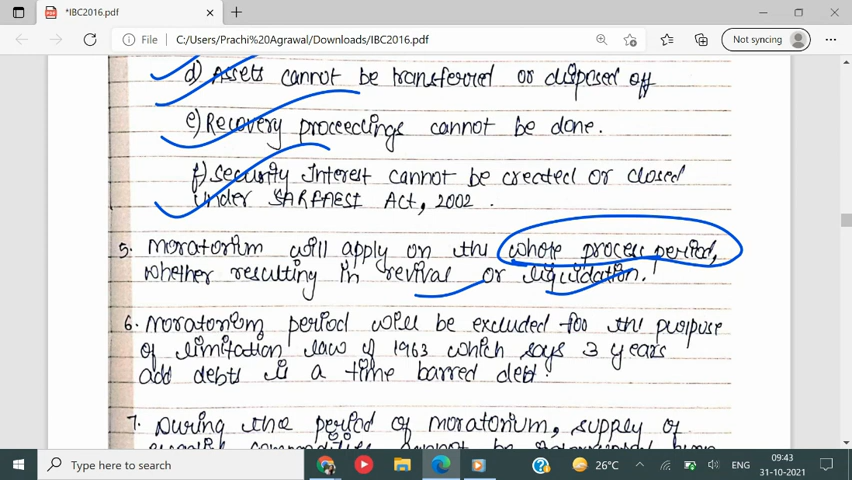 *IBC2016.pdf
File
C:/Users/Prachi%20Agrawal/Downloads/IBC2016.pdf
Not syncing
d) Assets cannot be transferred or disposed off
e) Recovery proceedings cannot be done.
f) Security Interest cannot be created or closed
under SARFAESI Act, 2002.
5. Moratorium will apply on the whole process period,
whether resulting in revival or liquidation.
6. Moratorium period will be excluded for the purpose
of limitation law of 1963 which says 3 years
old debts is a time barred debt.
7. During the period of moratorium, supply of
Type here to search
26°C
ENG
09:43
31-10-2021